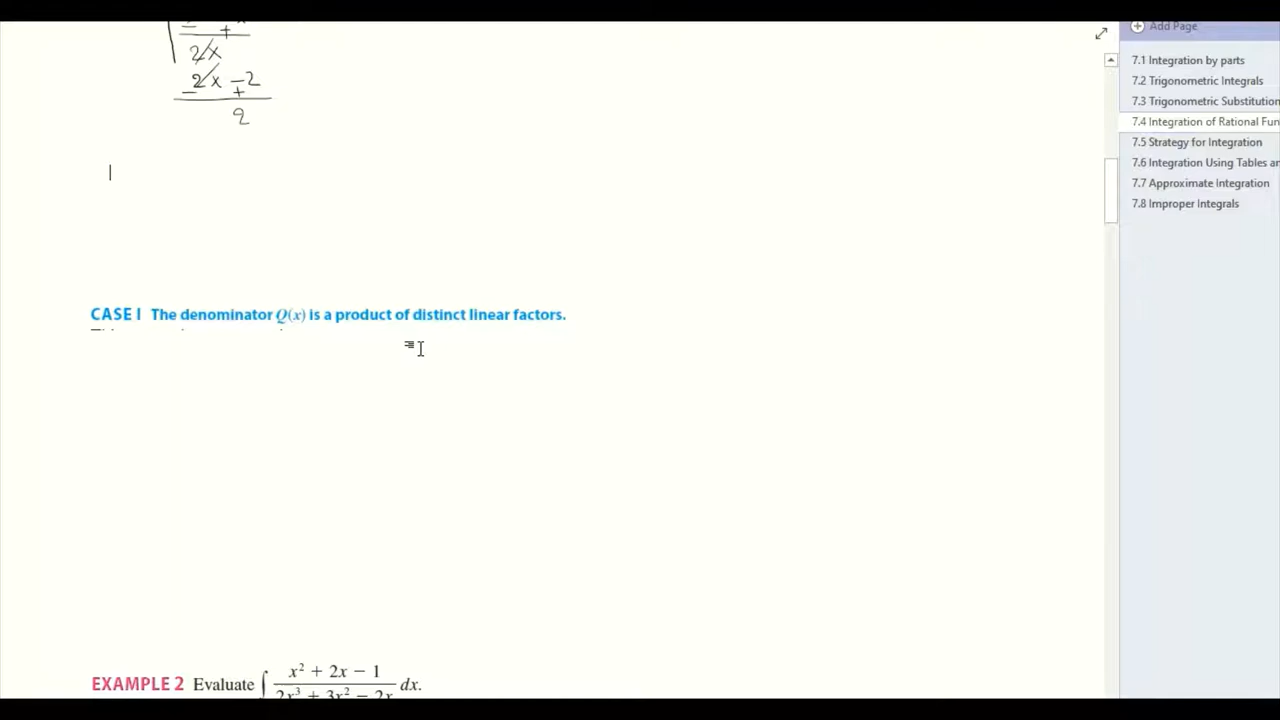 2x
2x - 2
- +
2
CASE I The denominator Q(x) is a product of distinct linear factors.
EXAMPLE 2 Evaluate ∫ x² + 2x − 1 / 2x³ + 3x² − 2x dx.
Add Page
7.1 Integration by parts
7.2 Trigonometric Integrals
7.3 Trigonometric Substitution
7.4 Integration of Rational Fun
7.5 Strategy for Integration
7.6 Integration Using Tables an
7.7 Approximate Integration
7.8 Improper Integrals